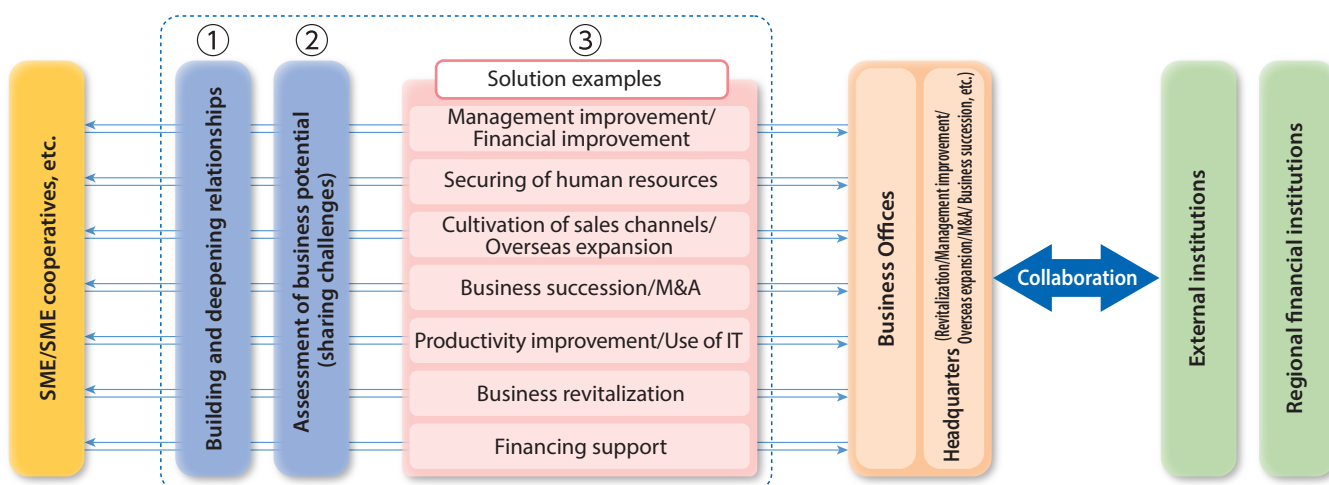 ①
②
③
SME/SME cooperatives, etc.
Building and deepening relationships
Assessment of business potential
(sharing challenges)
Solution examples
Management improvement/
Financial improvement
Securing of human resources
Cultivation of sales channels/
Overseas expansion
Business succession/M&A
Productivity improvement/Use of IT
Business revitalization
Financing support
Business Offices
Headquarters (Revitalization/Management improvement/
Overseas expansion/M&A/ Business succession, etc.)
Collaboration
External institutions
Regional financial institutions